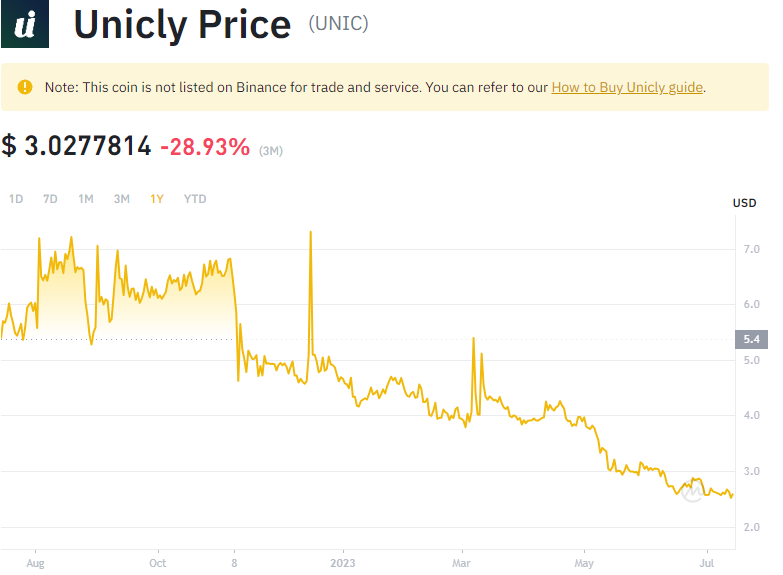 ui
Unicly Price (UNIC)
Note: This coin is not listed on Binance for trade and service. You can refer to our How to Buy Unicly guide.
$ 3.0277814 -28.93% (3M)
1D 7D 1M 3M 1Y YTD
USD
7.0
6.0
5.4
5.0
4.0
3.0
2.0
Aug Oct 8 2023 Mar May Jul